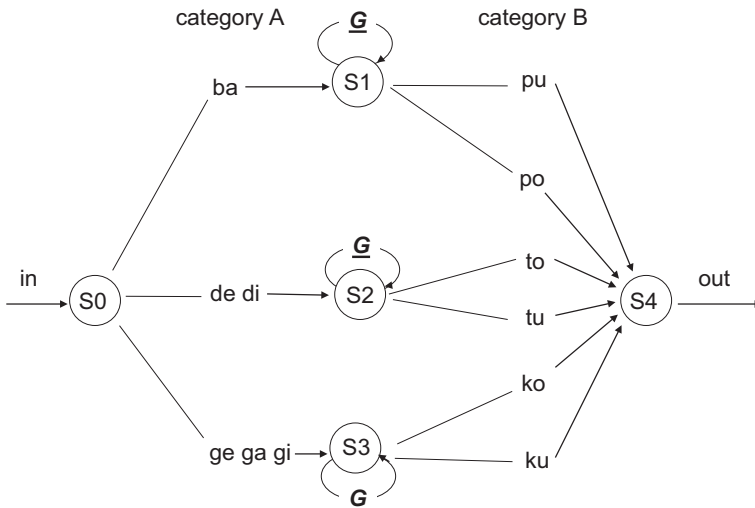 category A
category B
G
S1
ba
pu
po
G
in
S0
de di
S2
to
tu
S4
out
ko
ge ga gi
S3
ku
G